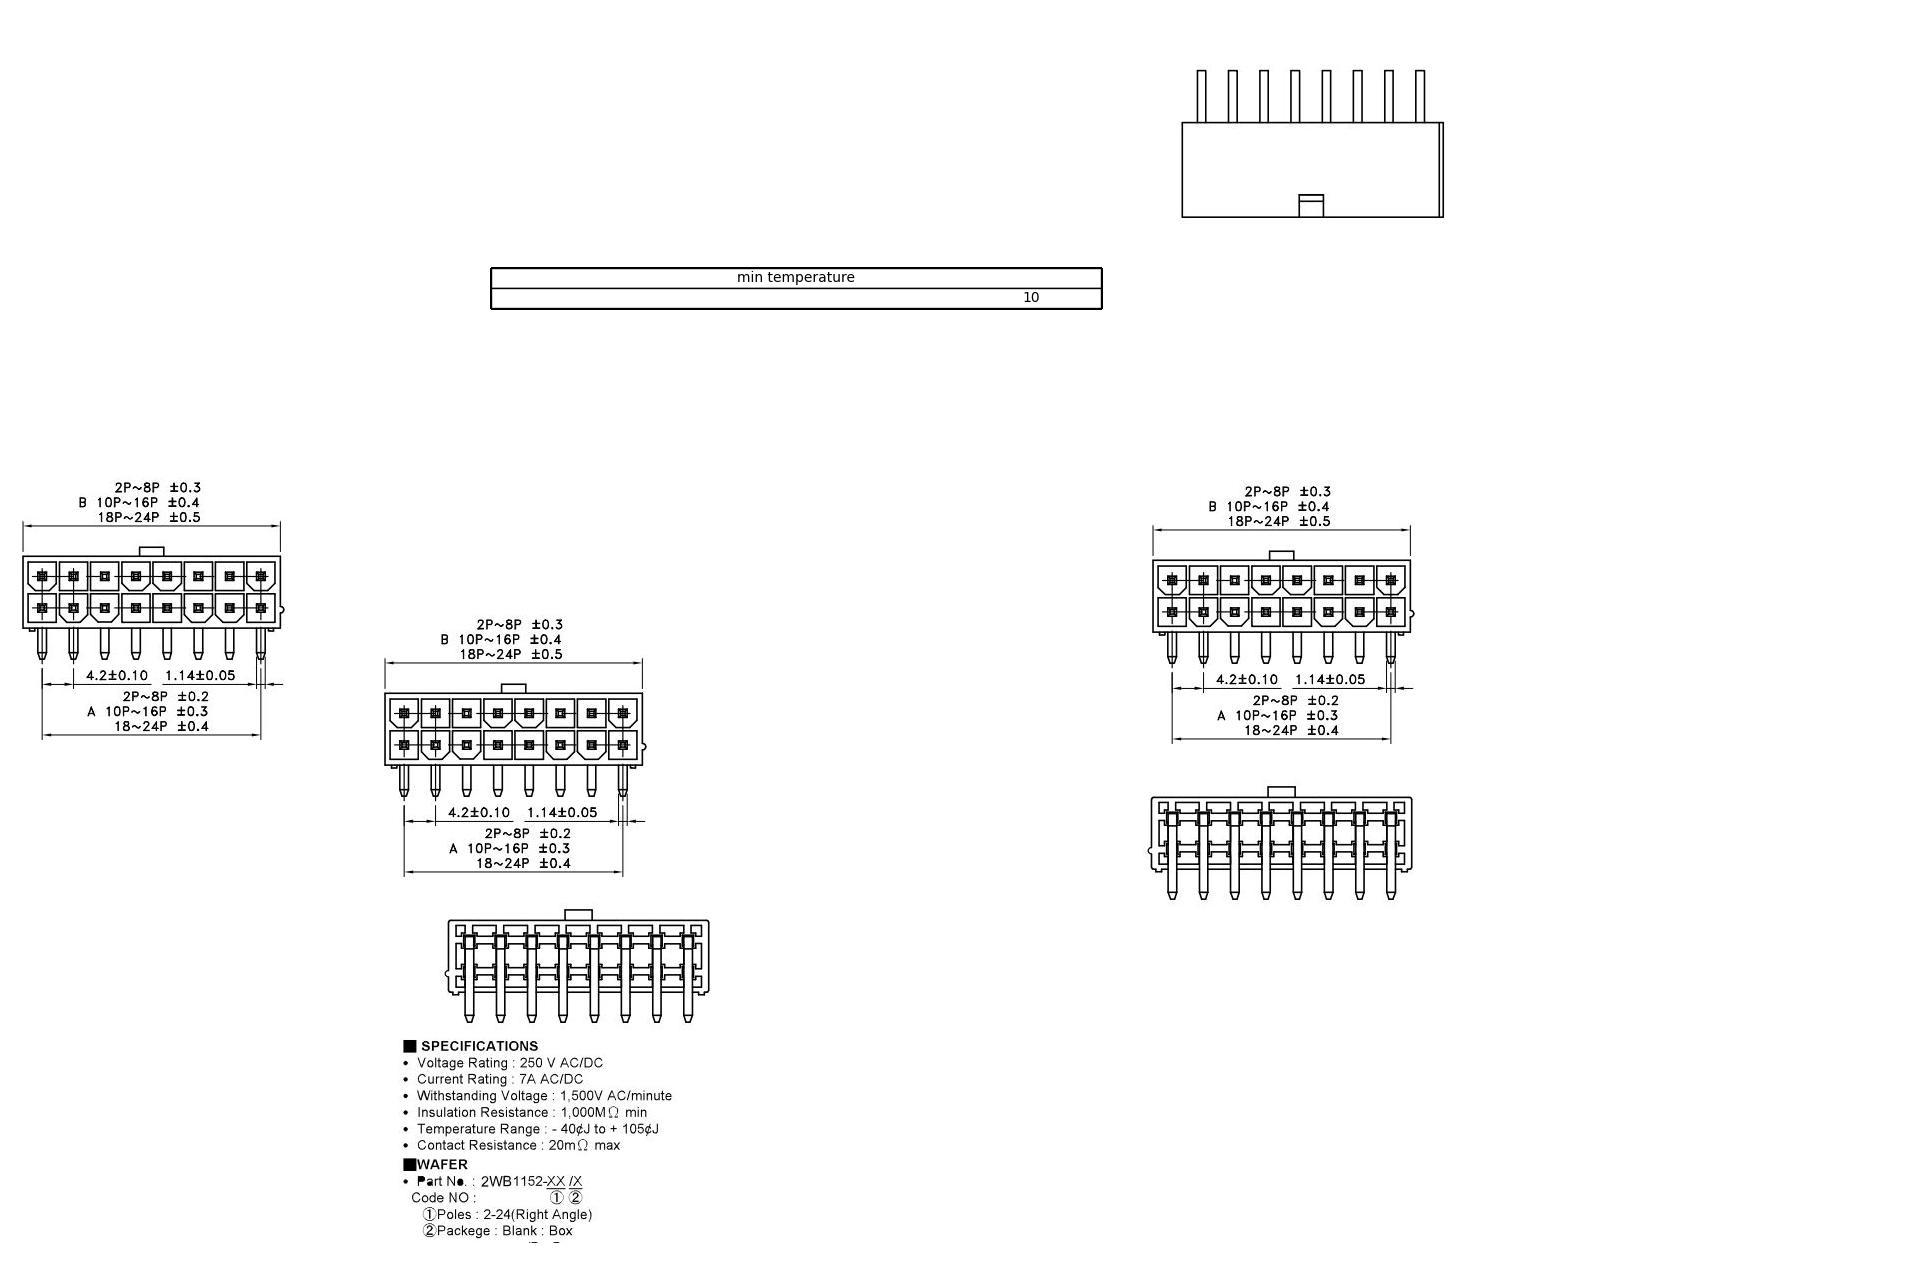 min temperature
10
2P~8P ±0.3
B 10P~16P ±0.4
18P~24P ±0.5
4.2±0.10 1.14±0.05
2P~8P ±0.2
A 10P~16P ±0.3
18~24P ±0.4
2P~8P ±0.3
B 10P~16P ±0.4
18P~24P ±0.5
4.2±0.10 1.14±0.05
2P~8P ±0.2
A 10P~16P ±0.3
18~24P ±0.4
2P~8P ±0.3
B 10P~16P ±0.4
18P~24P ±0.5
4.2±0.10 1.14±0.05
2P~8P ±0.2
A 10P~16P ±0.3
18~24P ±0.4
■ SPECIFICATIONS
• Voltage Rating : 250 V AC/DC
• Current Rating : 7A AC/DC
• Withstanding Voltage : 1,500V AC/minute
• Insulation Resistance : 1,000MΩ min
• Temperature Range : - 40¢J to + 105¢J
• Contact Resistance : 20mΩ max
■WAFER
• Part No. : 2WB1152-XX /X
Code NO : ① ②
①Poles : 2-24(Right Angle)
②Packege : Blank : Box